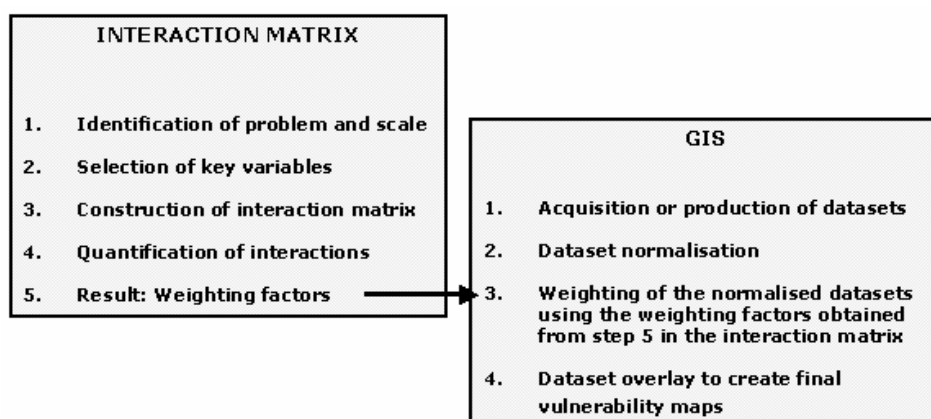 INTERACTION MATRIX
1. Identification of problem and scale
2. Selection of key variables
3. Construction of interaction matrix
4. Quantification of interactions
5. Result: Weighting factors
GIS
1. Acquisition or production of datasets
2. Dataset normalisation
3. Weighting of the normalised datasets
using the weighting factors obtained
from step 5 in the interaction matrix
4. Dataset overlay to create final
vulnerability maps